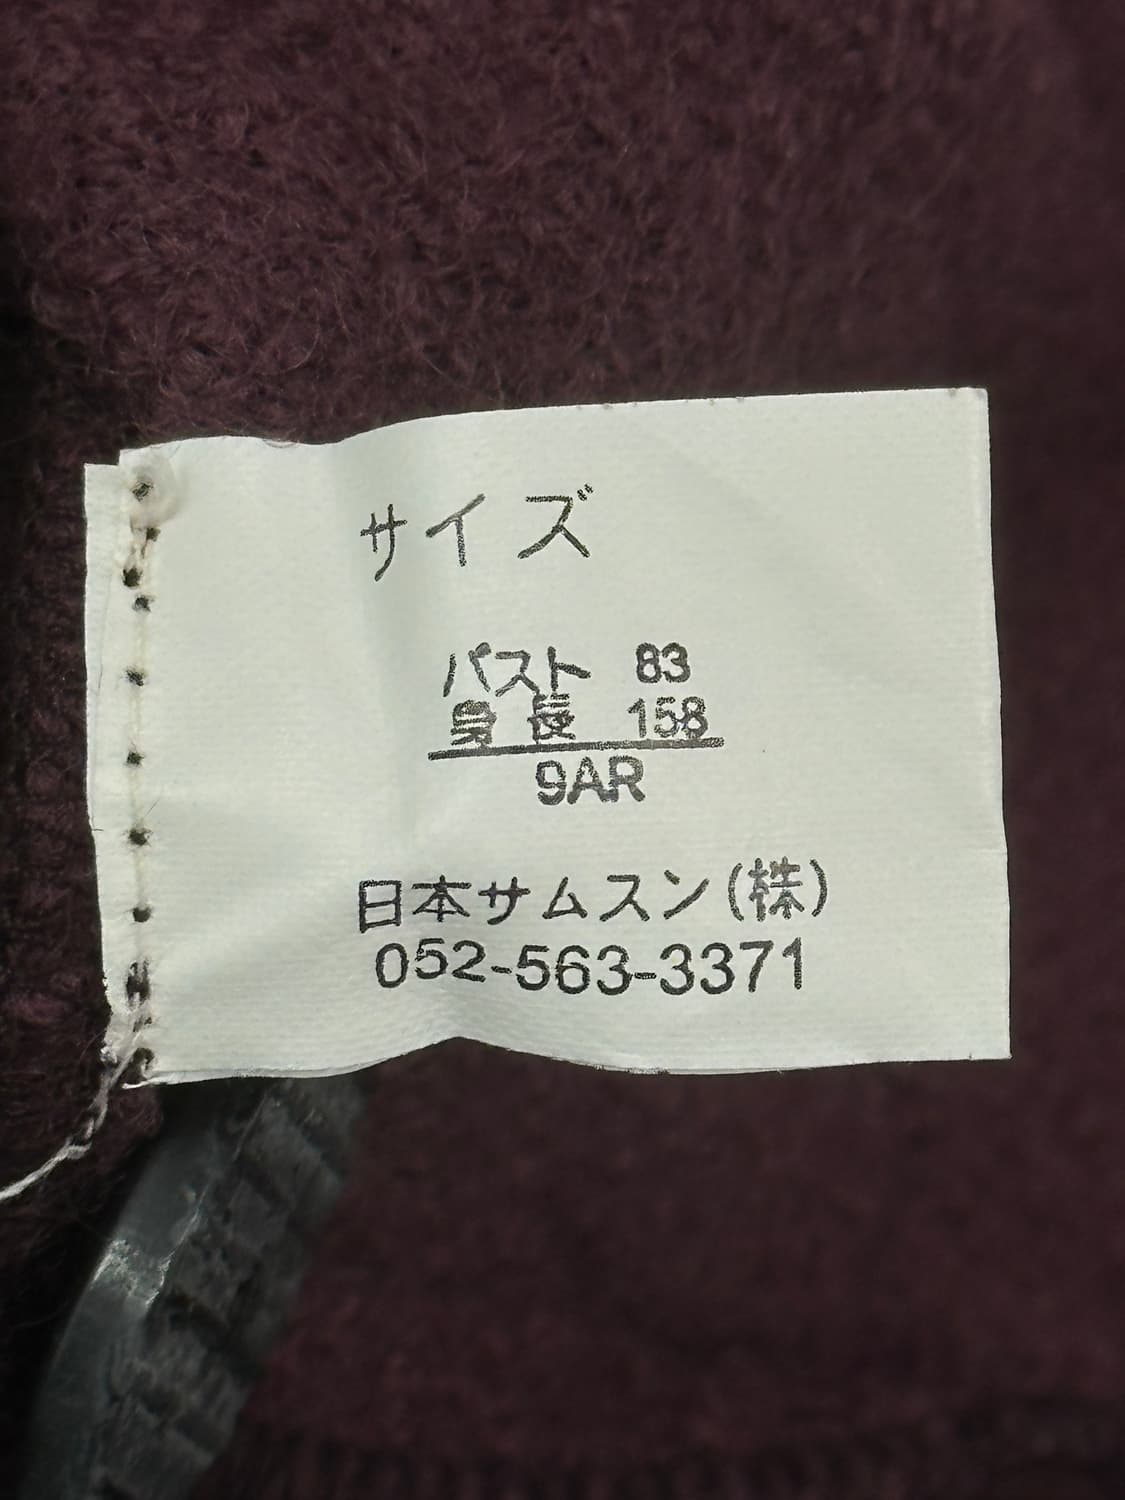 サイズ
バスト 83
身長 158
9AR
日本サムスン(株)
052-563-3371